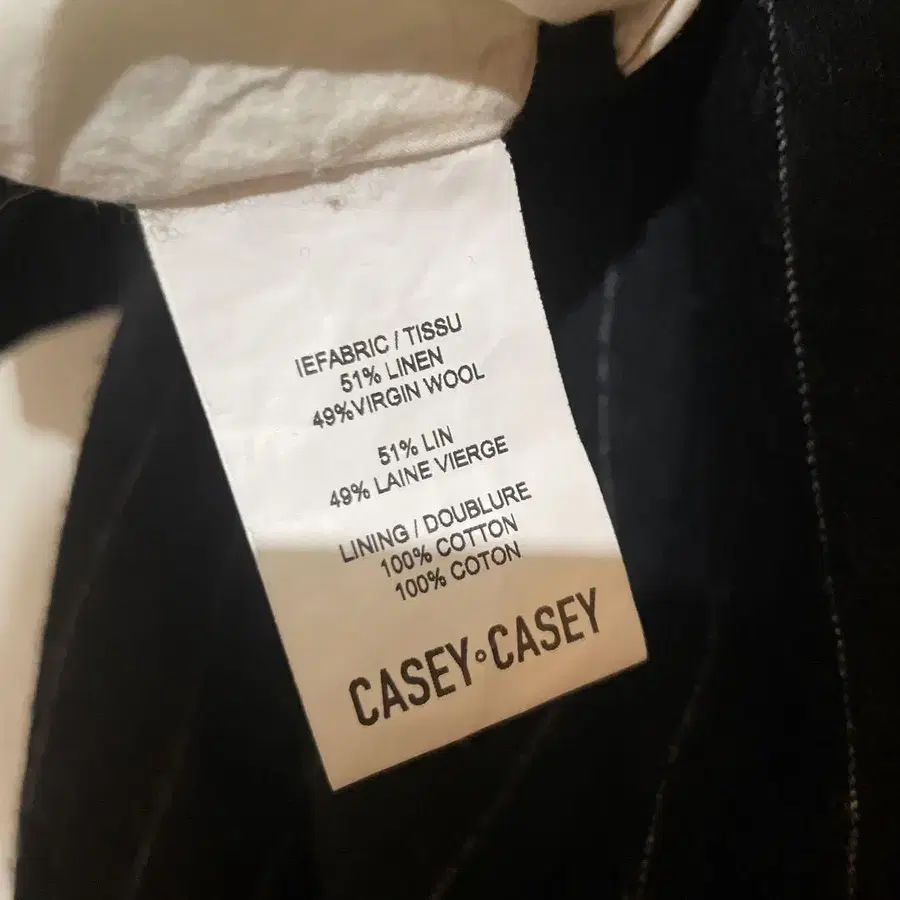 IEFABRIC / TISSU
51% LINEN
49%VIRGIN WOOL
51% LIN
49% LAINE VIERGE
LINING / DOUBLURE
100% COTTON
100% COTON
CASEY°CASEY